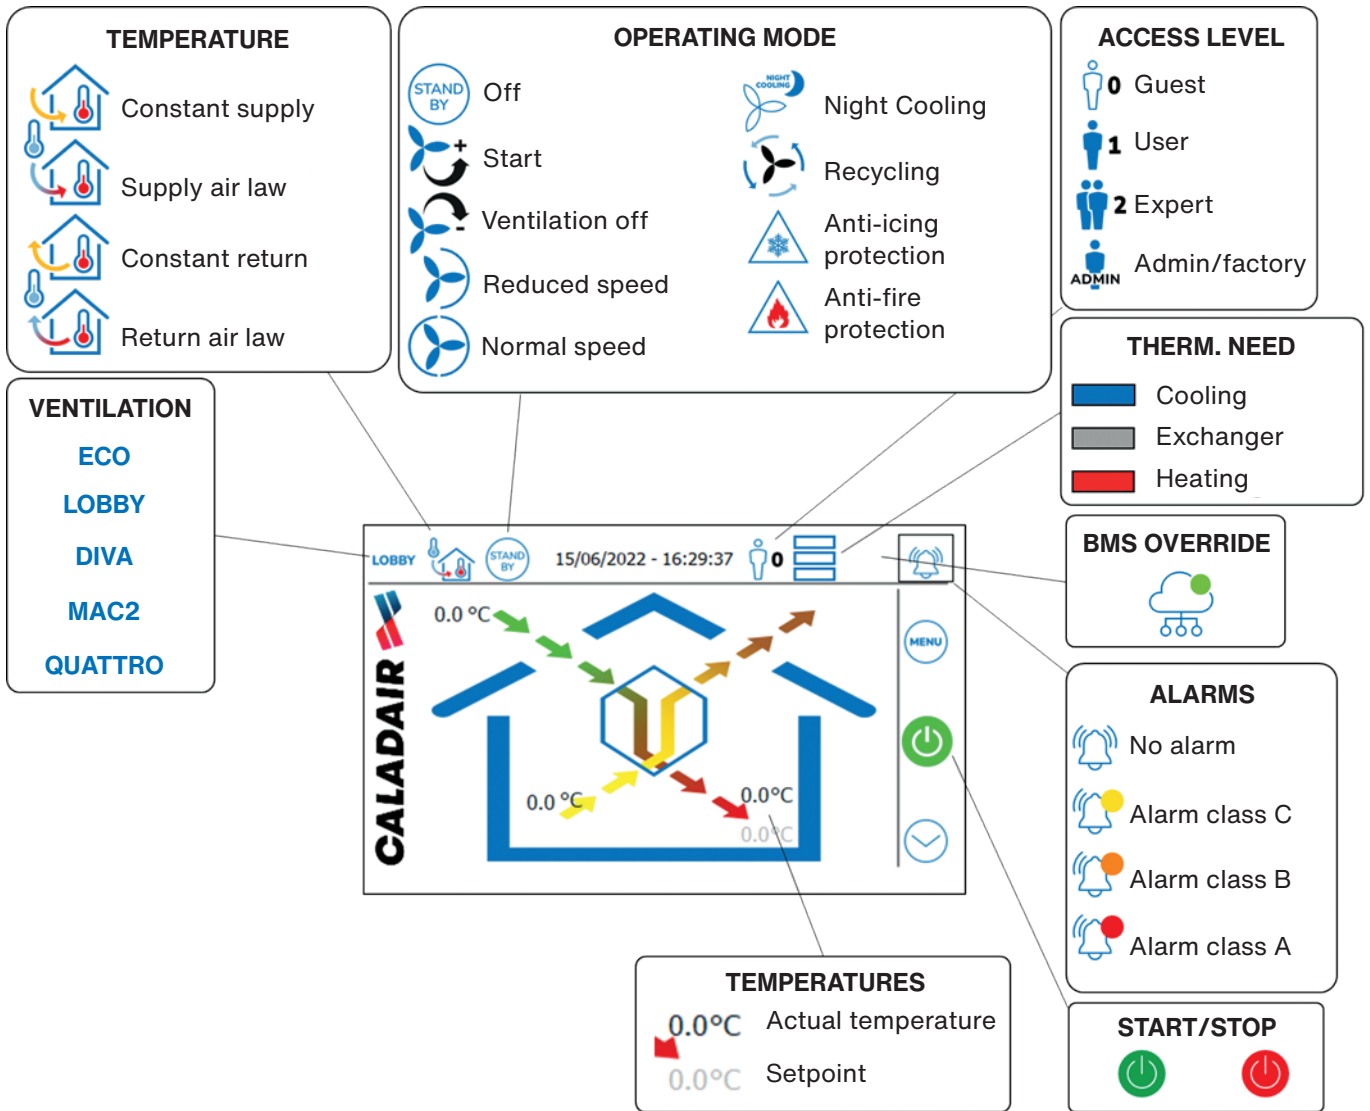 TEMPERATURE
Constant supply
Supply air law
Constant return
Return air law
OPERATING MODE
STAND BY
Off
Start
+
Ventilation off
-
Reduced speed
Normal speed
NIGHT COOLING
Night Cooling
Recycling
Anti-icing
protection
Anti-fire
protection
ACCESS LEVEL
0 Guest
1 User
2 Expert
ADMIN
Admin/factory
THERM. NEED
Cooling
Exchanger
Heating
VENTILATION
ECO
LOBBY
DIVA
MAC2
QUATTRO
BMS OVERRIDE
LOBBY
STAND BY
15/06/2022 - 16:29:37
0
0.0 °C
MENU
CALADAIR
0.0 °C
0.0°C
0.0°C
ALARMS
No alarm
Alarm class C
Alarm class B
Alarm class A
TEMPERATURES
0.0°C Actual temperature
0.0°C Setpoint
START/STOP